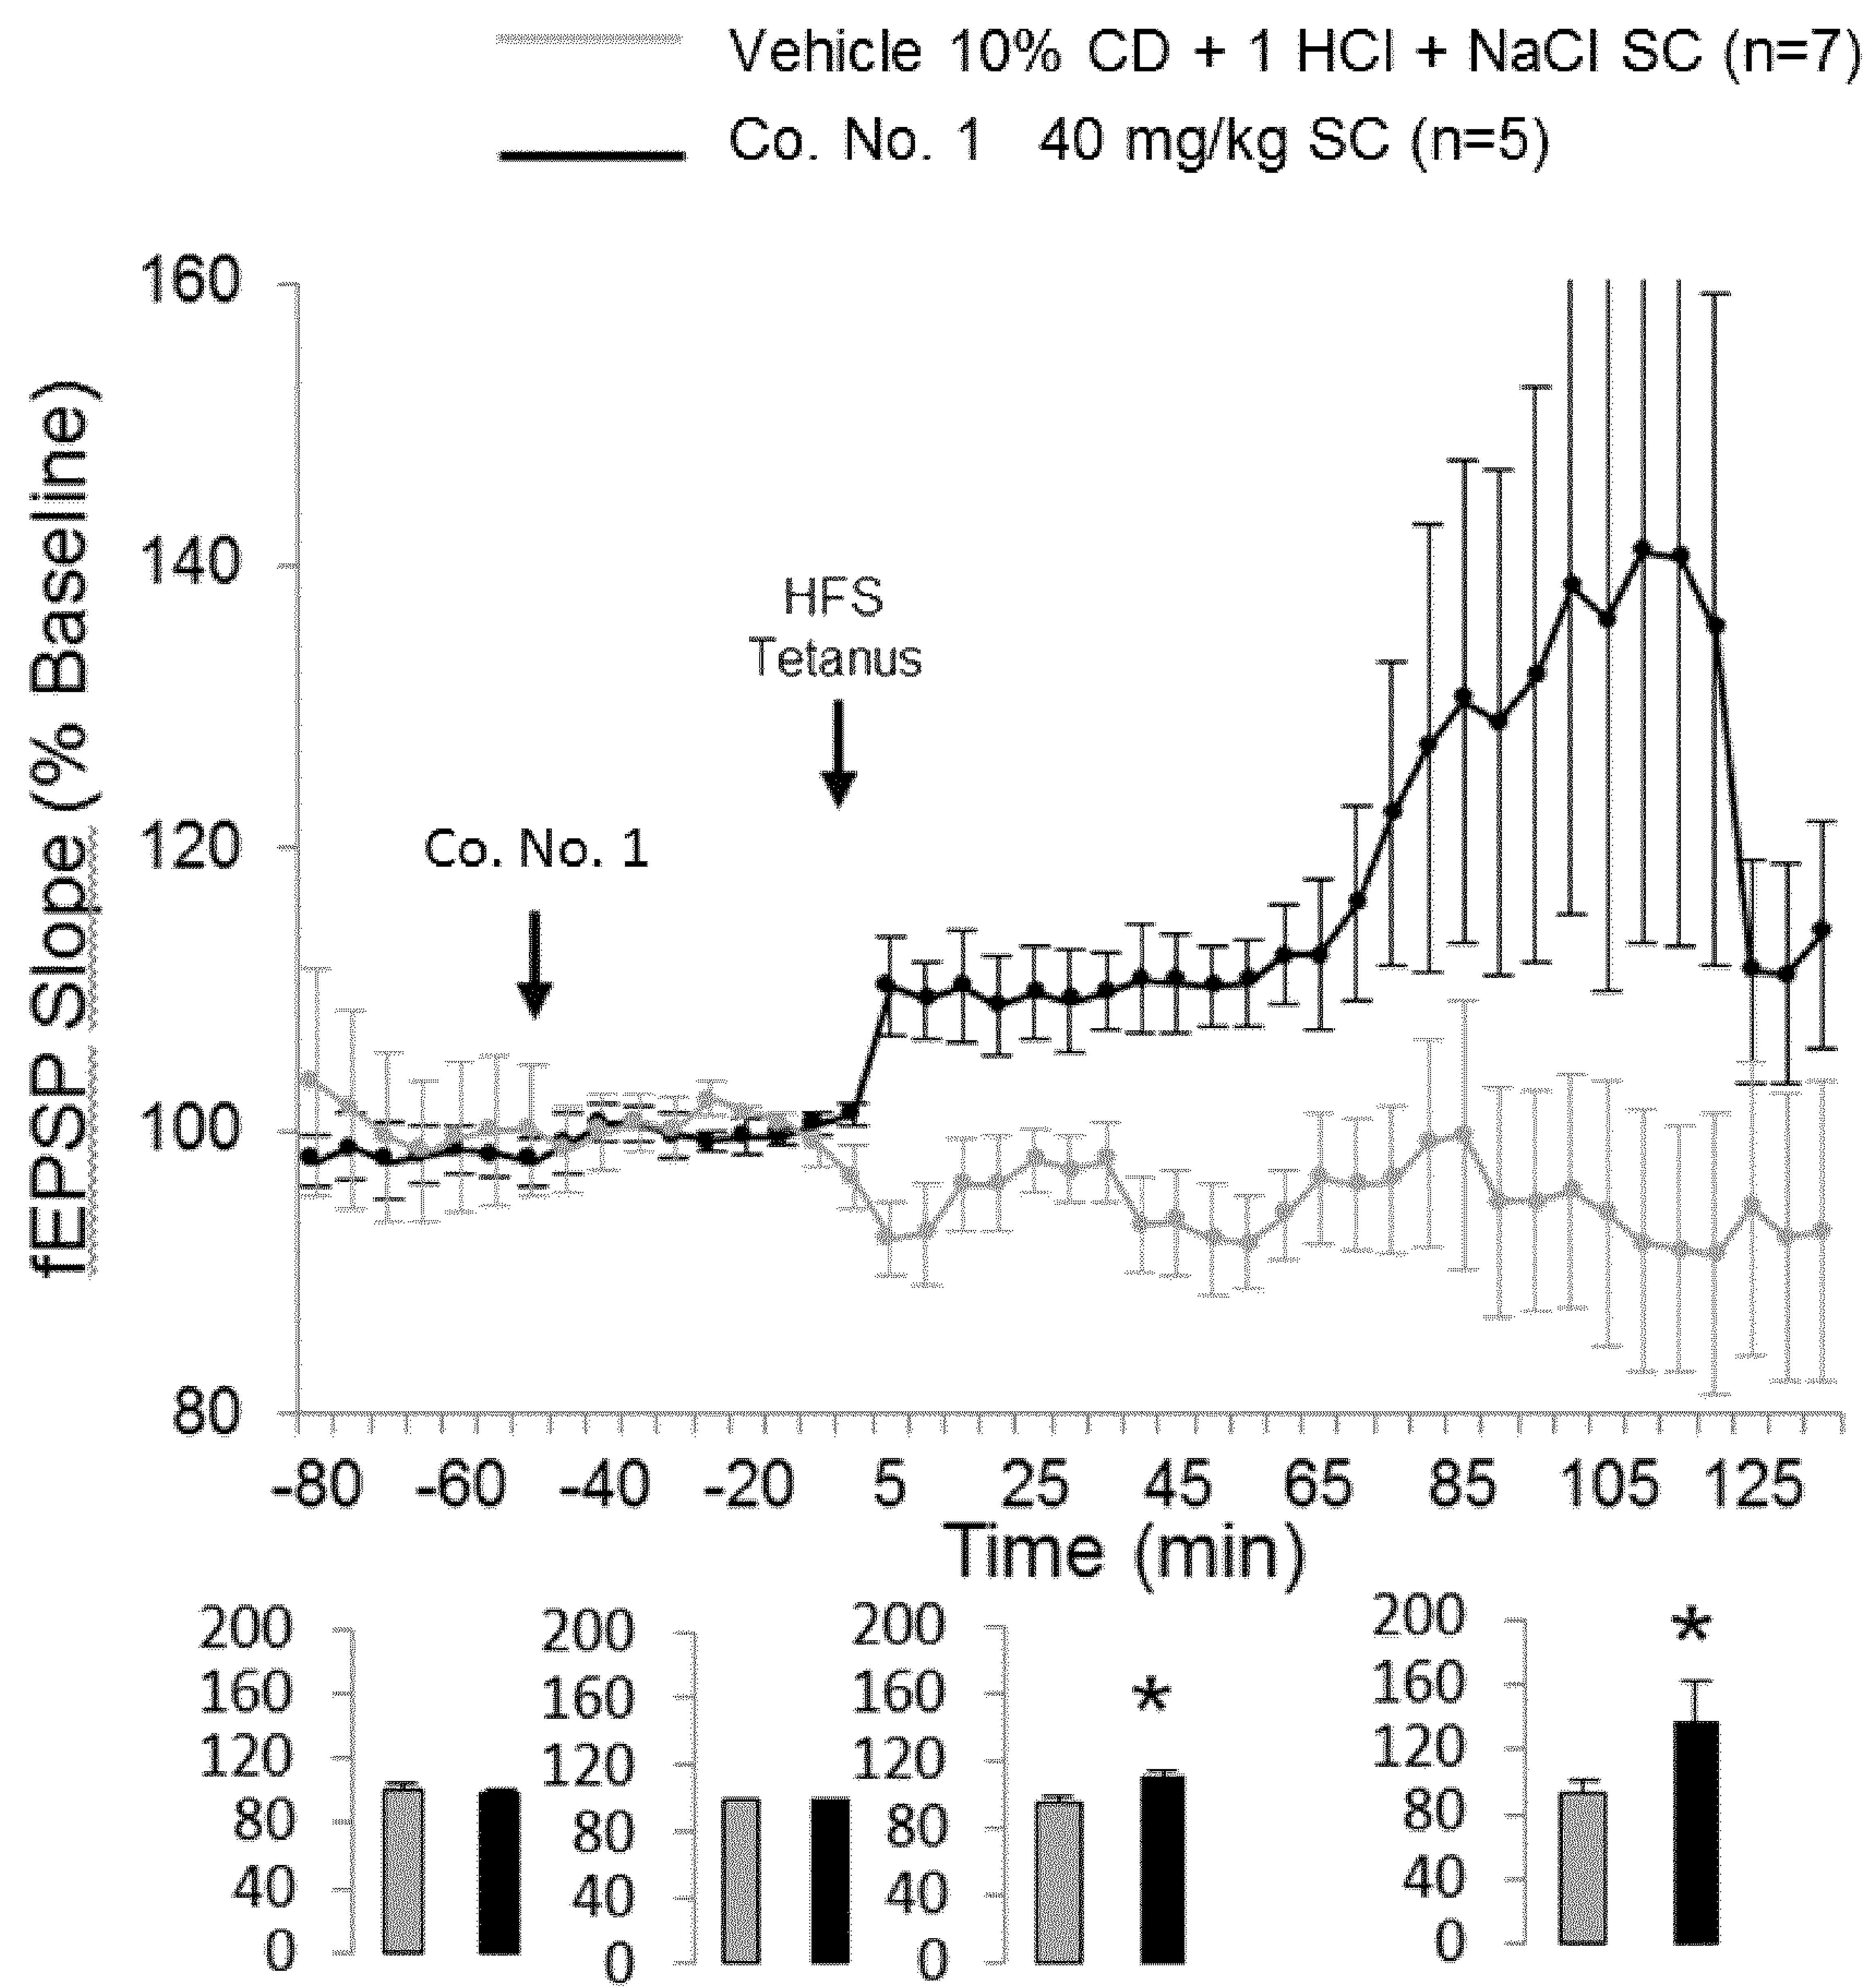 Vehicle 10% CD + 1 HCl + NaCl SC (n=7)
Co. No. 1 40 mg/kg SC (n=5)
fEPSP Slope (% Baseline)
160
140
120
100
80
HFS
Tetanus
Co. No. 1
-80 -60 -40 -20 5 25 45 65 85 105 125
Time (min)
200 200 200 200
160 160 160 160
120 120 120 120
80 80 80 80
40 40 40 40
0 0 0 0
* *